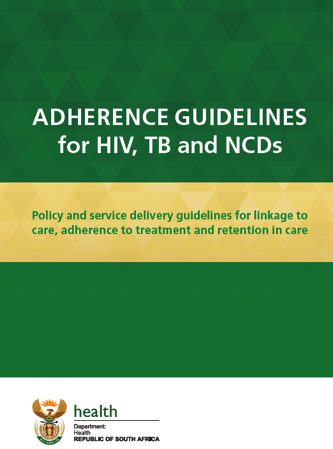 ADHERENCE GUIDELINES
for HIV, TB and NCDs
Policy and service delivery guidelines for linkage to
care, adherence to treatment and retention in care
health
Department:
Health
REPUBLIC OF SOUTH AFRICA